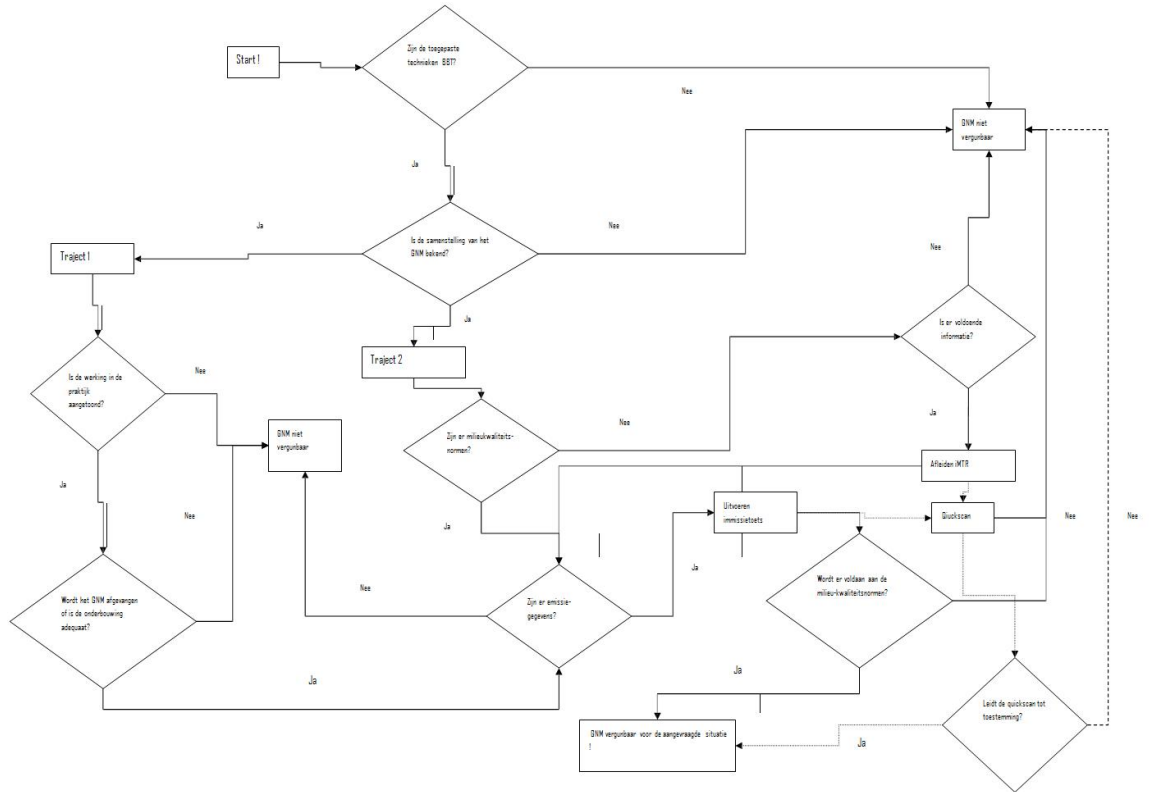 Start !
Zijn de toegepaste
technieken BBT?
Nee
GNM niet
vergunbaar
Ja
Ja
Is de samenstelling van het
GNM bekend?
Nee
Nee
Traject 1
Ja
Is er voldoende
informatie?
Traject 2
Is de werking in de
praktijk
aangetoond?
Nee
Zijn er milieukwaliteits-
normen?
Nee
Ja
GNM niet
vergunbaar
Afleiden iMTR
Ja
Nee
Ja
Uitvoeren
immissietoets
Qiuckscan
Nee
Nee
Wordt het GNM afgevangen
of is de onderbouwing
adequaat?
Nee
Zijn er emissie-
gegevens?
Ja
Ja
Wordt er voldaan aan de
milieu-kwaliteitsnormen?
Ja
Ja
Leidt de quickscan tot
toestemming?
GNM vergunbaar voor de aangevraagde situatie
!
Ja